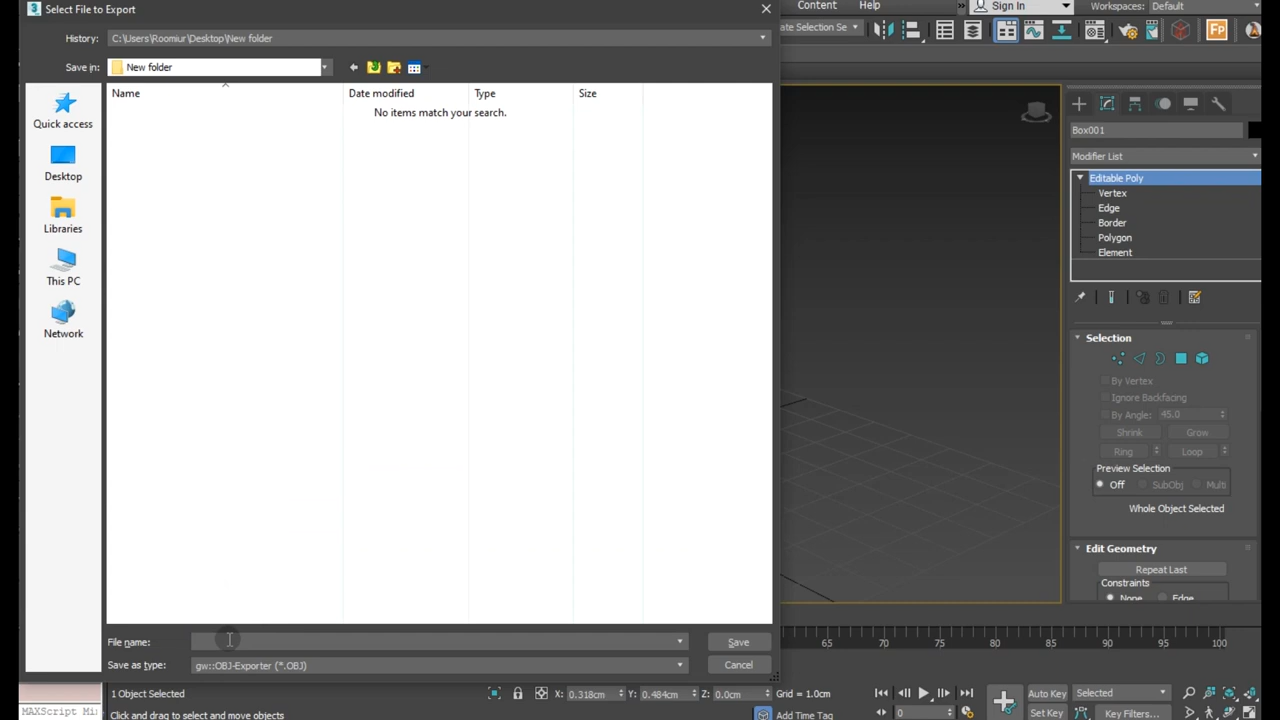 Select File to Export
History: C:\Users\Roomiur\Desktop\New folder
Save in: New folder
Name Date modified Type Size
No items match your search.
Quick access
Desktop
Libraries
This PC
Network
File name: Save
Save as type: gw::OBJ-Exporter (*.OBJ) Cancel
Content Help Sign In Workspaces: Default
ate Selection Se
Box001
Modifier List
Editable Poly
Vertex
Edge
Border
Polygon
Element
Selection
By Vertex
Ignore Backfacing
By Angle: 45.0
Shrink Grow
Ring Loop
Preview Selection
Off SubObj Multi
Whole Object Selected
Edit Geometry
Repeat Last
Constraints
None Edge
65 70 75 80 85 90 95 100
1 Object Selected X: 0.318cm Y: 0.484cm Z: 0.0cm Grid = 1.0cm Auto Key Selected
MAXScript Mi Click and drag to select and move objects Add Time Tag 0 Set Key Key Filters...